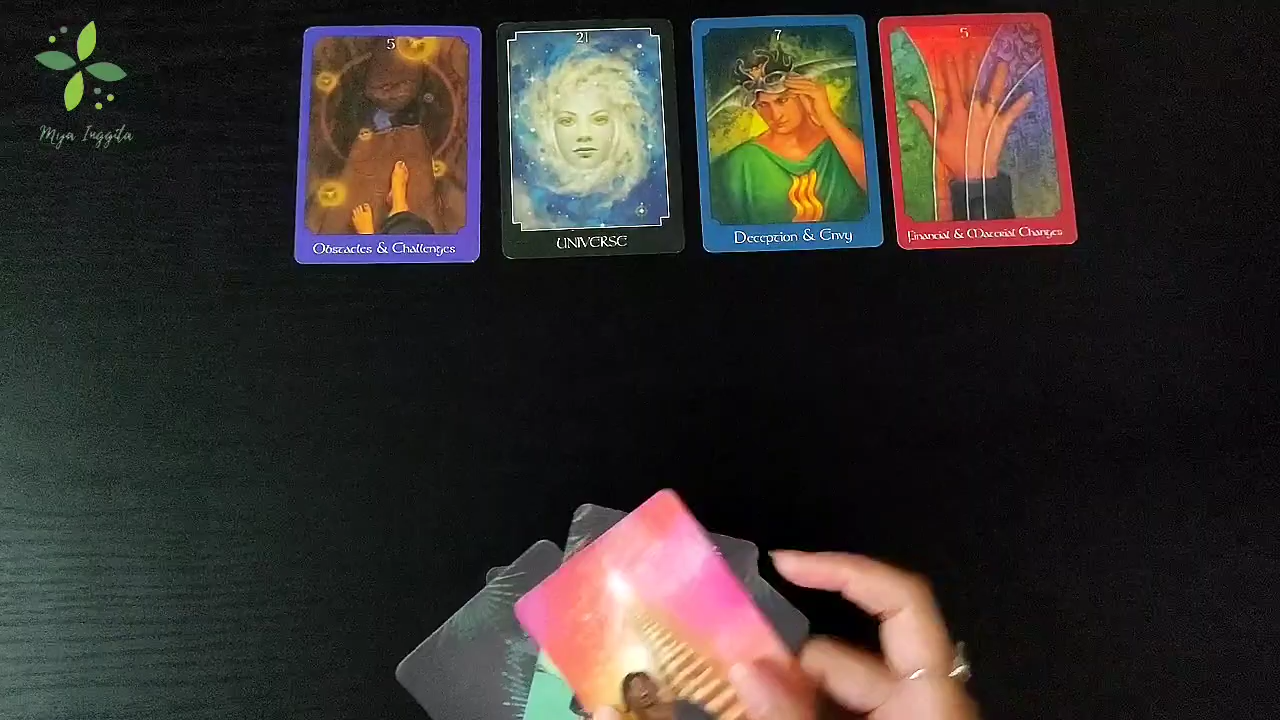 Mya Inggita
5
Obstacles & Challenges
21
UNIVERSE
7
Deception & Envy
5
Financial & Material Changes